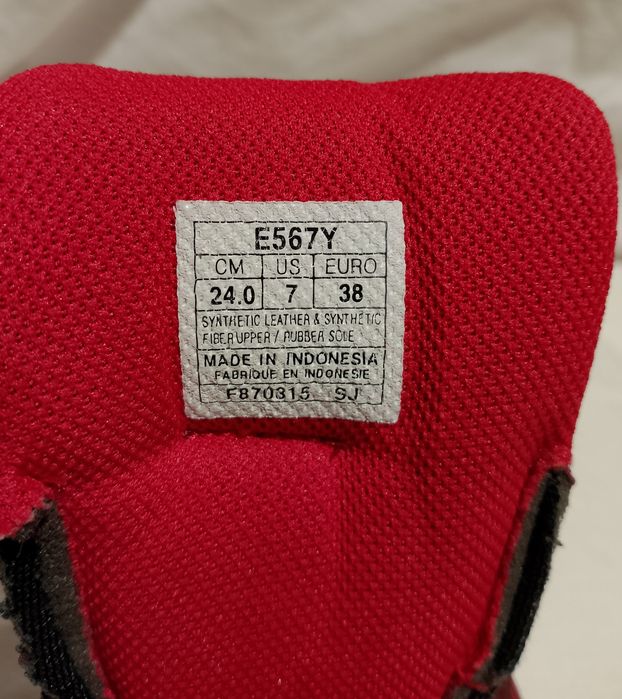 E567Y
CM US EURO
24.0 7 38
SYNTHETIC LEATHER & SYNTHETIC
FIBER UPPER / RUBBER SOLE
MADE IN INDONESIA
FABRIQUE EN INDONESIE
F870315 SJ